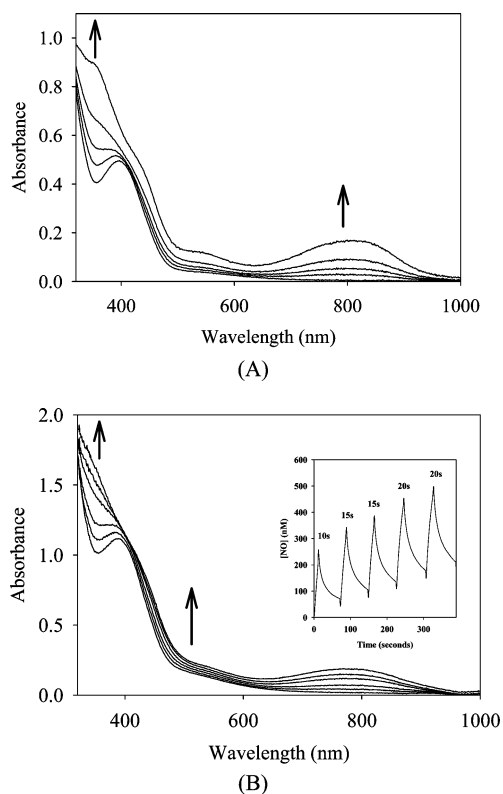 1.0
0.8
0.6
0.4
0.2
0.0
Absorbance
400 600 800 1000
Wavelength (nm)
(A)
2.0
1.5
1.0
0.5
0.0
Absorbance
600
500
400
300
200
100
0
[NO] (nM)
10s 15s 15s 20s 20s
0 100 200 300
Time (seconds)
400 600 800 1000
Wavelength (nm)
(B)